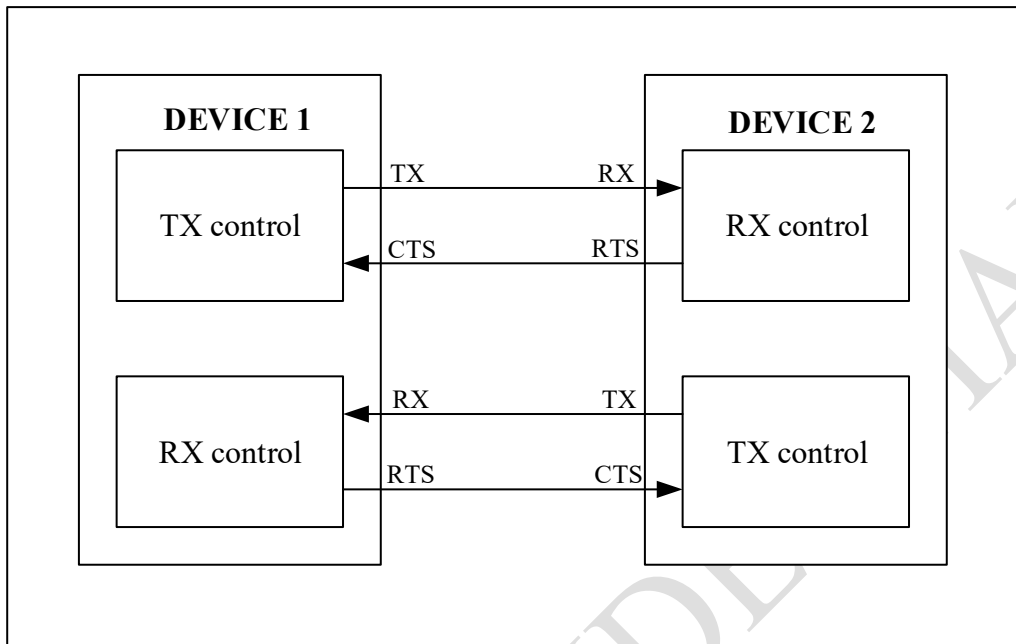 DEVICE 1
DEVICE 2
TX control
TX
RX
RX control
CTS
RTS
RX control
RX
TX
TX control
RTS
CTS